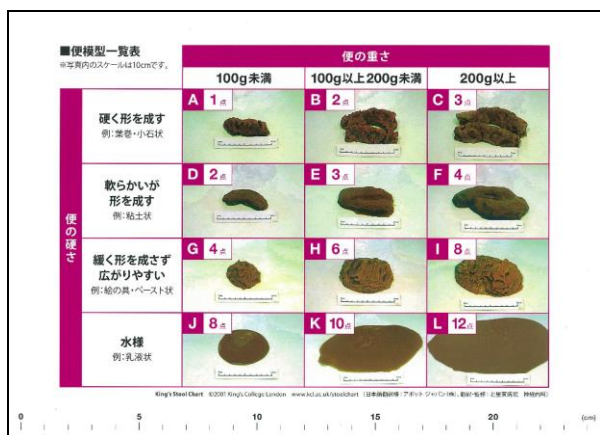 ■便模型一覧表
※写真内のスケールは10cmです。
便の重さ
100g未満 100g以上200g未満 200g以上
便の硬さ
硬く形を成す
例:葉巻・小石状
A 1点 B 2点 C 3点
軟らかいが
形を成す
例:粘土状
D 2点 E 3点 F 4点
緩く形を成さず
広がりやすい
例:絵の具・ペースト状
G 4点 H 6点 I 8点
水様
例:乳液状
J 8点 K 10点 L 12点
King's Stool Chart ©2001 King's College London www.kcl.ac.uk/stoolchart
0 5 10 15 20 (cm)